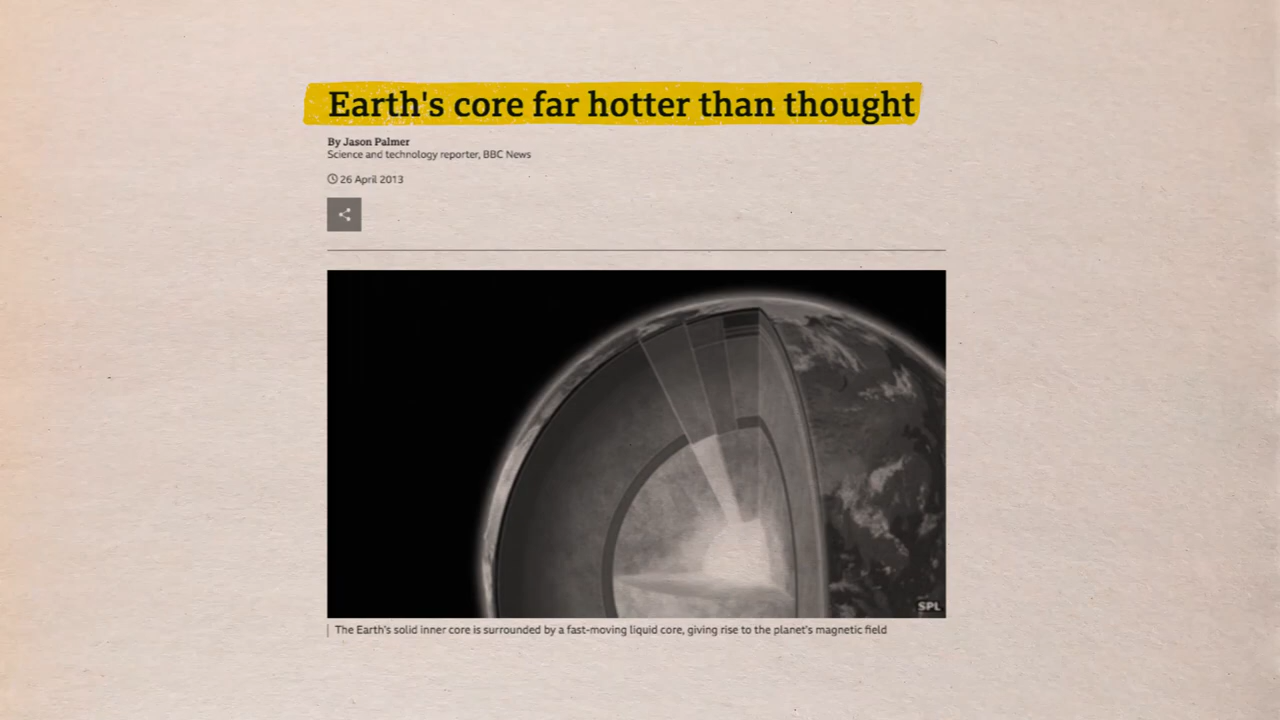 Earth's core far hotter than thought
By Jason Palmer
Science and technology reporter, BBC News
26 April 2013
SPL
The Earth's solid inner core is surrounded by a fast-moving liquid core, giving rise to the planet's magnetic field